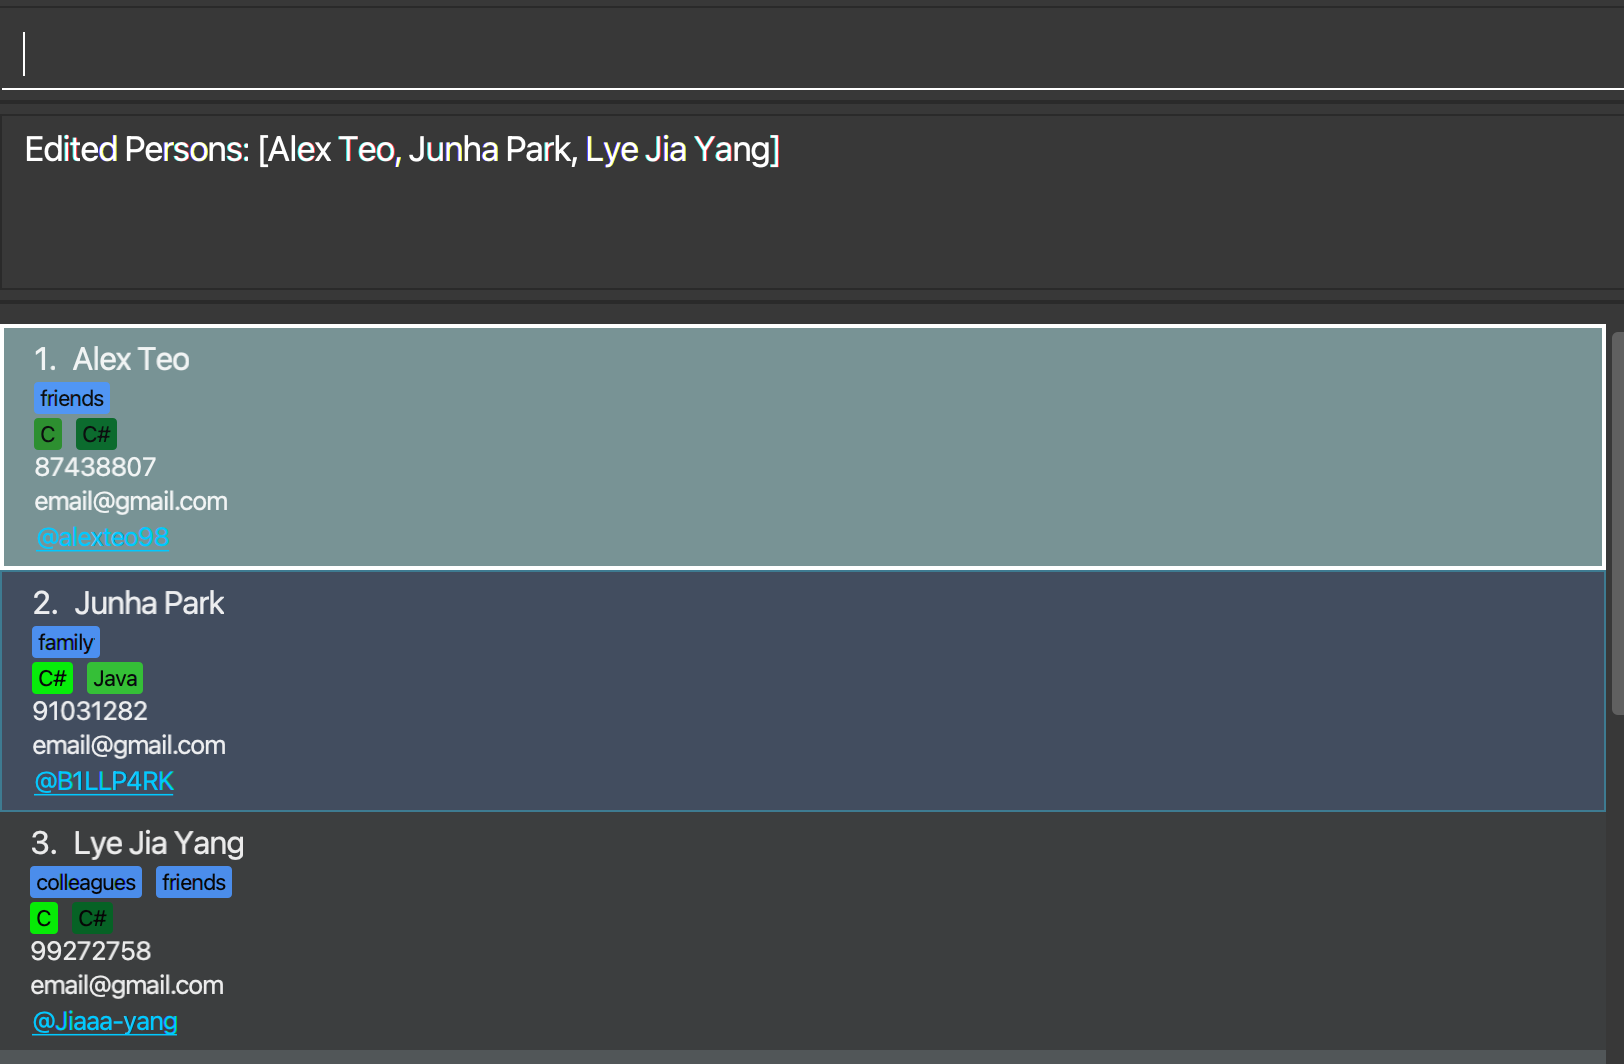 Edited Persons: [Alex Teo, Junha Park, Lye Jia Yang]
1. Alex Teo
friends
C C#
87438807
email@gmail.com
@alexteo98
2. Junha Park
family
C# Java
91031282
email@gmail.com
@B1LLP4RK
3. Lye Jia Yang
colleagues friends
C C#
99272758
email@gmail.com
@Jiaaa-yang